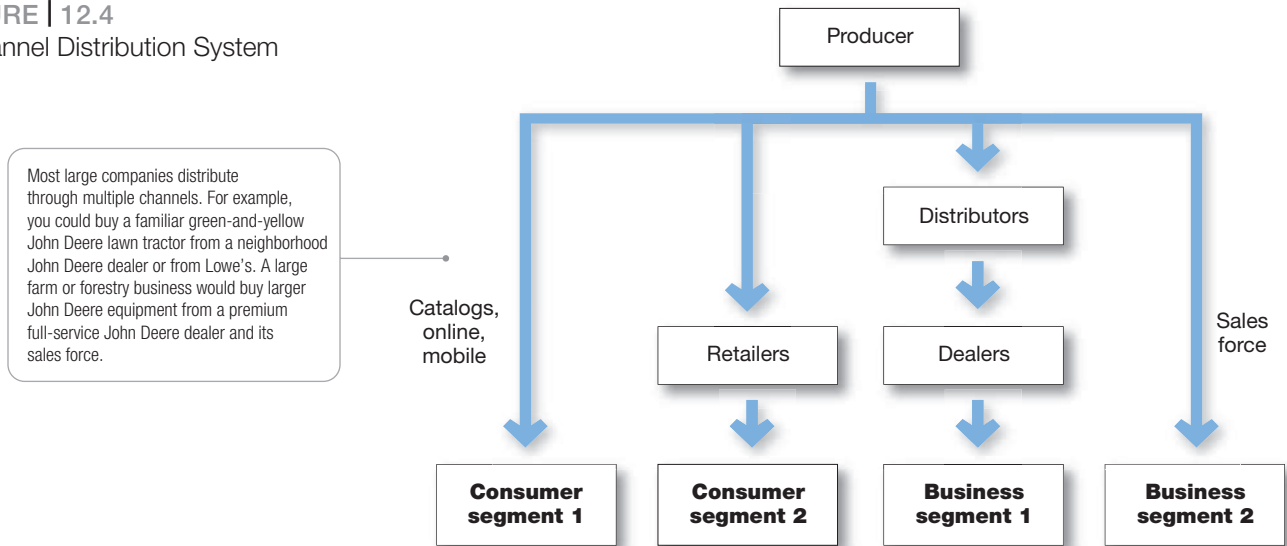 URE | 12.4
annel Distribution System
Producer
Most large companies distribute
through multiple channels. For example,
you could buy a familiar green-and-yellow
John Deere lawn tractor from a neighborhood
John Deere dealer or from Lowe's. A large
farm or forestry business would buy larger
John Deere equipment from a premium
full-service John Deere dealer and its
sales force.
Distributors
Catalogs,
online,
mobile
Retailers
Dealers
Sales
force
Consumer
segment 1
Consumer
segment 2
Business
segment 1
Business
segment 2